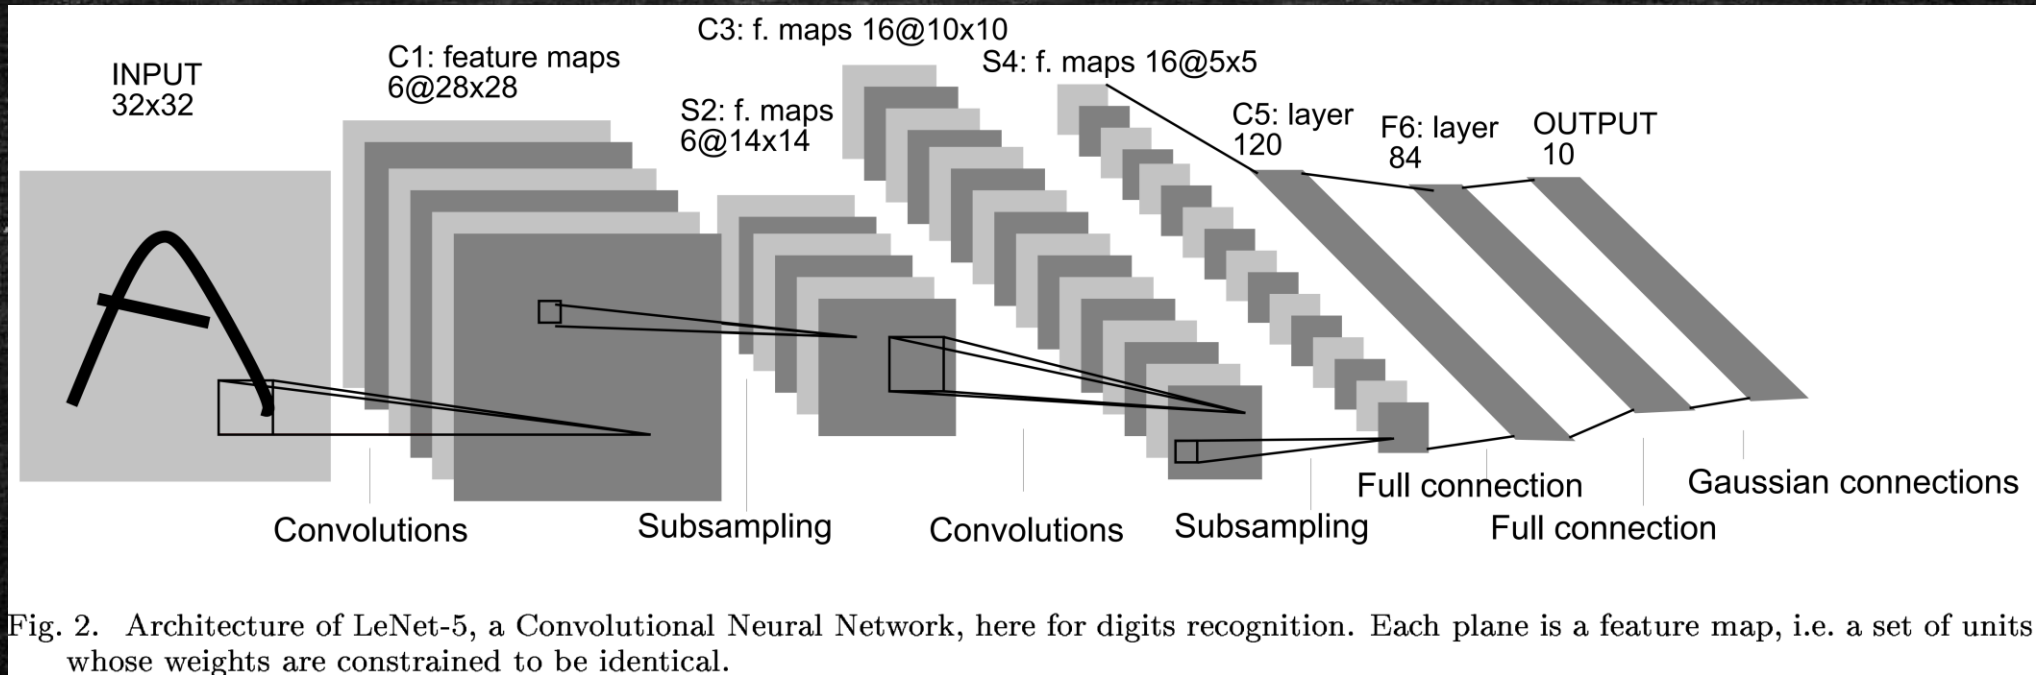 INPUT
32x32
C1: feature maps
6@28x28
S2: f. maps
6@14x14
C3: f. maps 16@10x10
S4: f. maps 16@5x5
C5: layer
120
F6: layer
84
OUTPUT
10
Convolutions
Subsampling
Convolutions
Subsampling
Full connection
Full connection
Gaussian connections
Fig. 2. Architecture of LeNet-5, a Convolutional Neural Network, here for digits recognition. Each plane is a feature map, i.e. a set of units
whose weights are constrained to be identical.